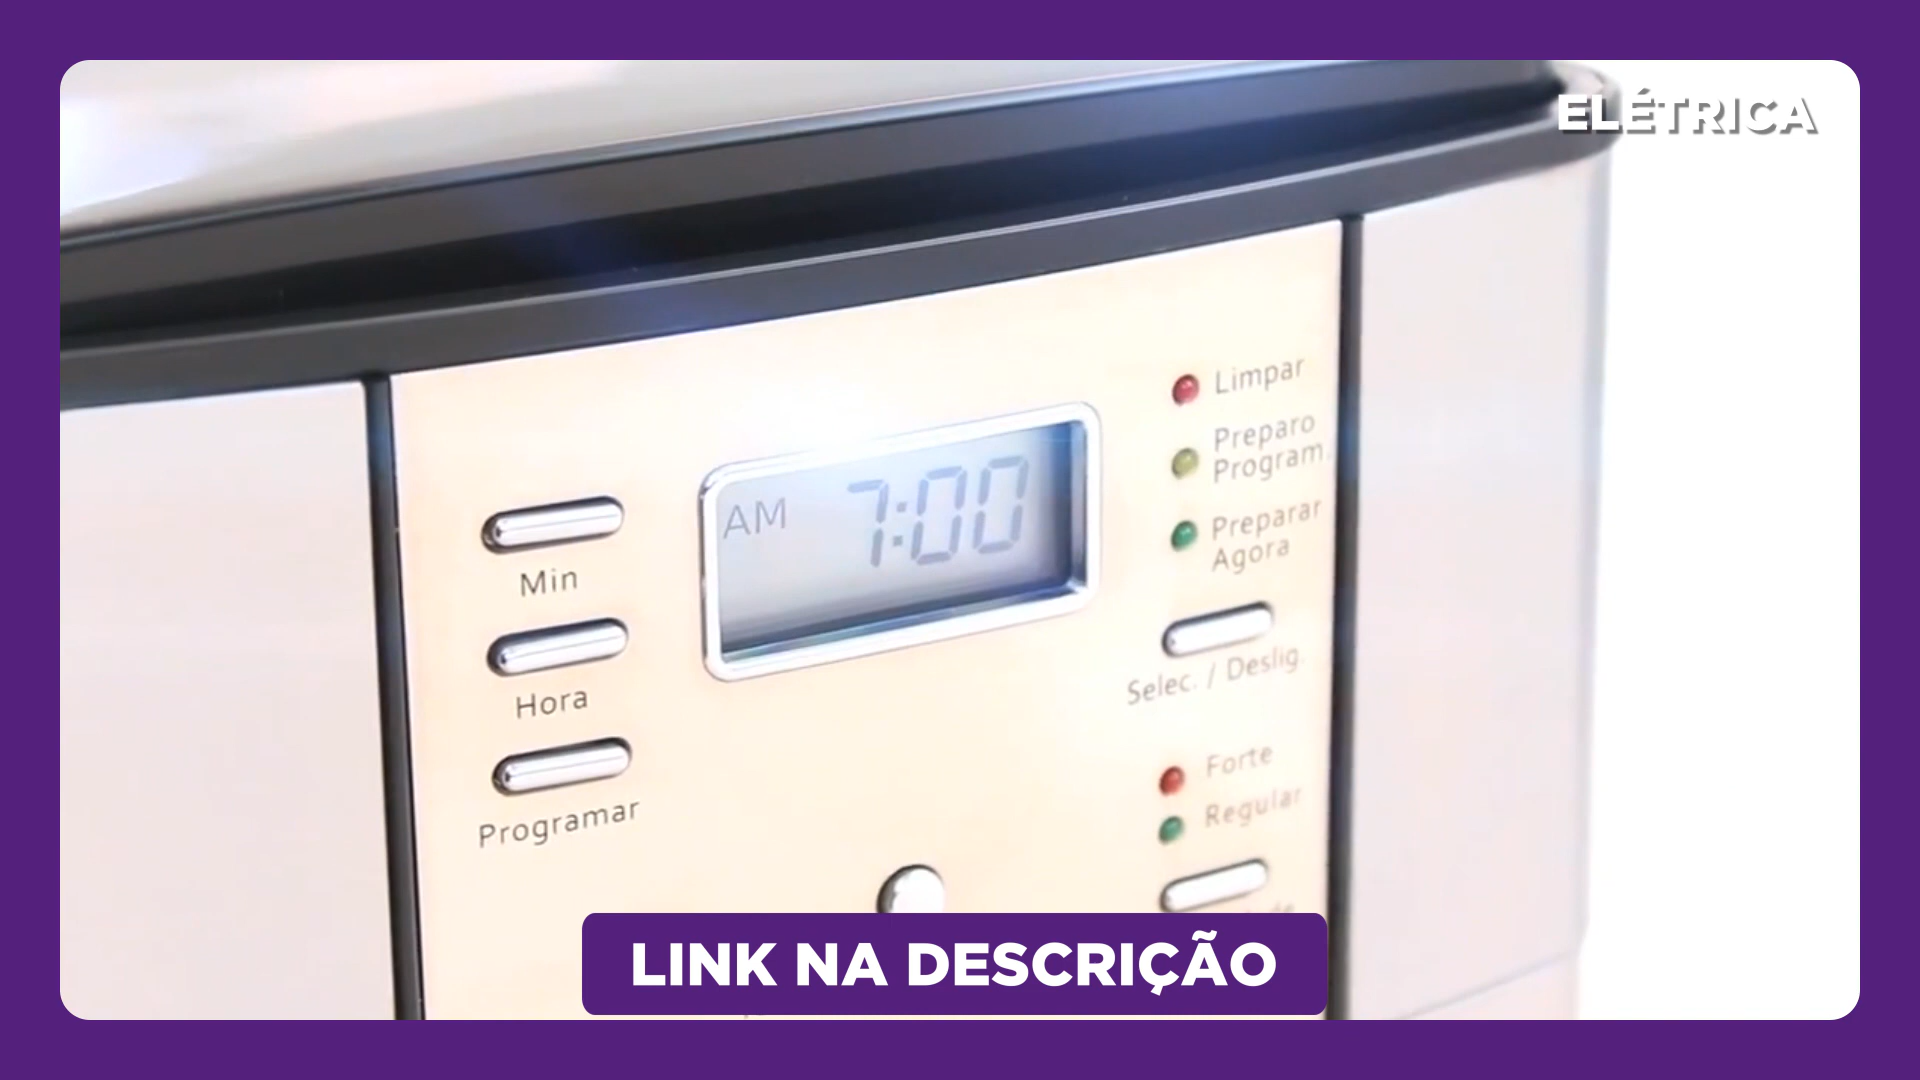 ELÉTRICA
Limpar
Preparo
Program.
AM 7:00
Preparar
Agora
Min
Selec. / Deslig.
Hora
Forte
Regular
Programar
LINK NA DESCRIÇÃO